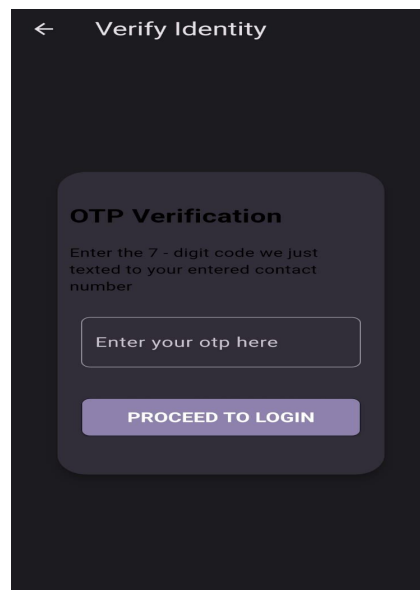 Verify Identity
OTP Verification
Enter the 7 - digit code we just
texted to your entered contact
number
Enter your otp here
PROCEED TO LOGIN